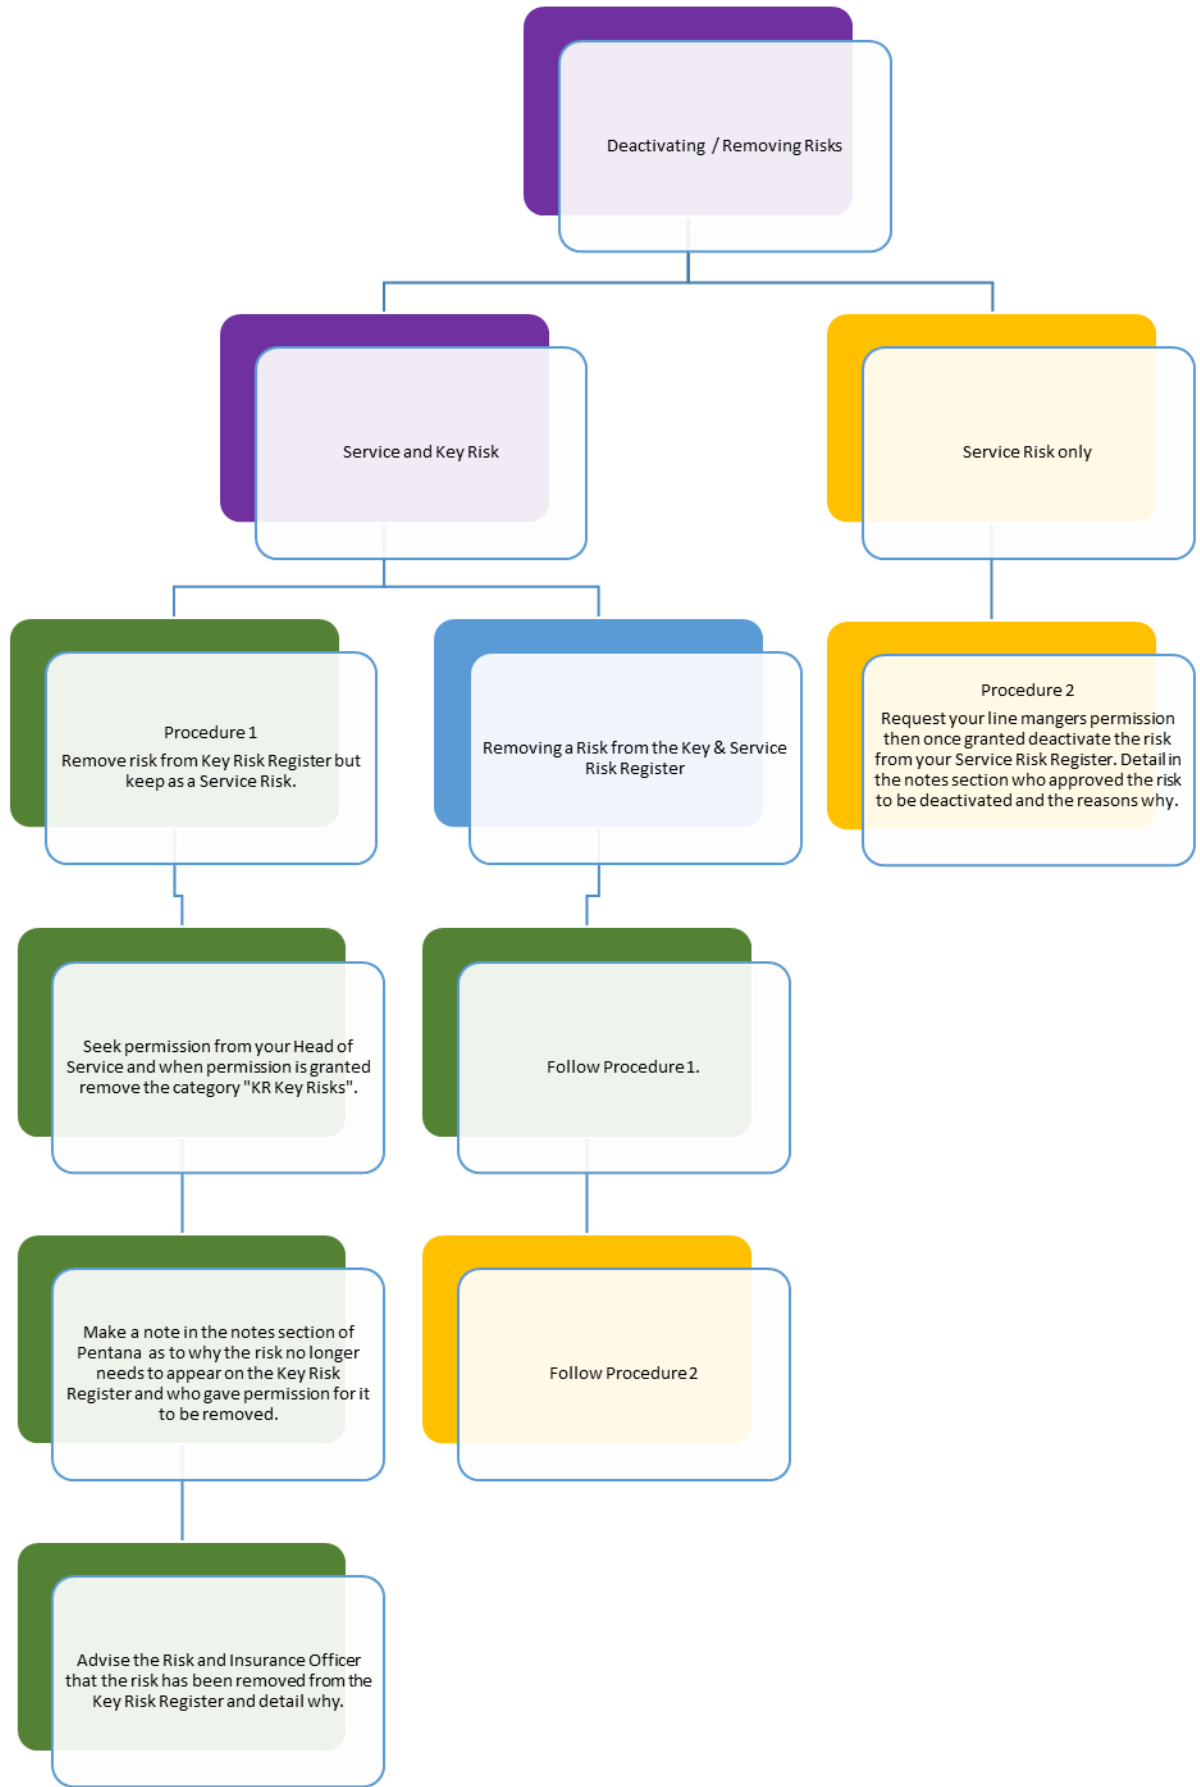 Deactivating / Removing Risks
Service and Key Risk
Service Risk only
Procedure 1
Remove risk from Key Risk Register but
keep as a Service Risk.
Removing a Risk from the Key & Service
Risk Register
Procedure 2
Request your line mangers permission
then once granted deactivate the risk
from your Service Risk Register. Detail in
the notes section who approved the risk
to be deactivated and the reasons why.
Seek permission from your Head of
Service and when permission is granted
remove the category "KR Key Risks".
Follow Procedure 1.
Make a note in the notes section of
Pentana as to why the risk no longer
needs to appear on the Key Risk
Register and who gave permission for it
to be removed.
Follow Procedure 2
Advise the Risk and Insurance Officer
that the risk has been removed from the
Key Risk Register and detail why.